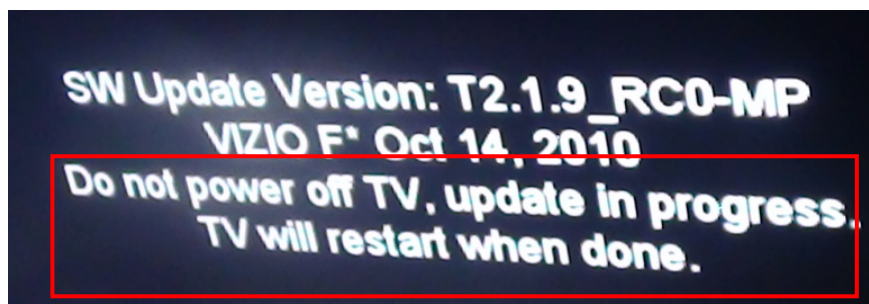 SW Update Version: T2.1.9_RC0-MP
VIZIO F* Oct 14, 2010
Do not power off TV, update in progress.
TV will restart when done.